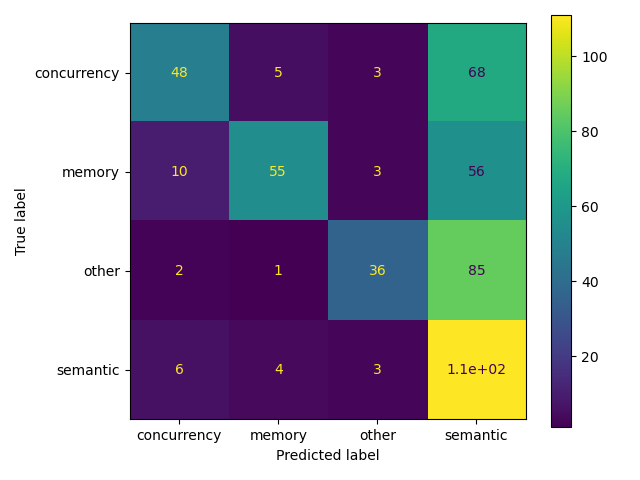 concurrency 48 5 3 68
memory 10 55 3 56
other 2 1 36 85
semantic 6 4 3 1.1e+02
concurrency memory other semantic
Predicted label
True label
100
80
60
40
20